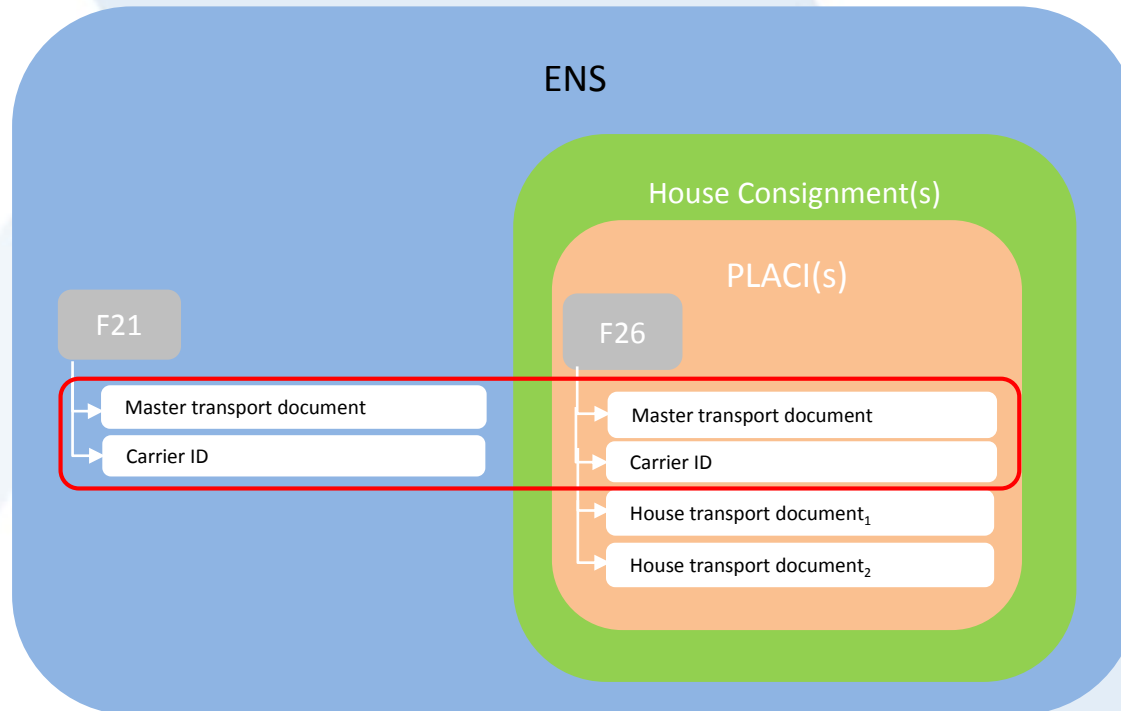 ENS
House Consignment(s)
PLACI(s)
F21
F26
Master transport document
Carrier ID
Master transport document
Carrier ID
House transport document₁
House transport document₂